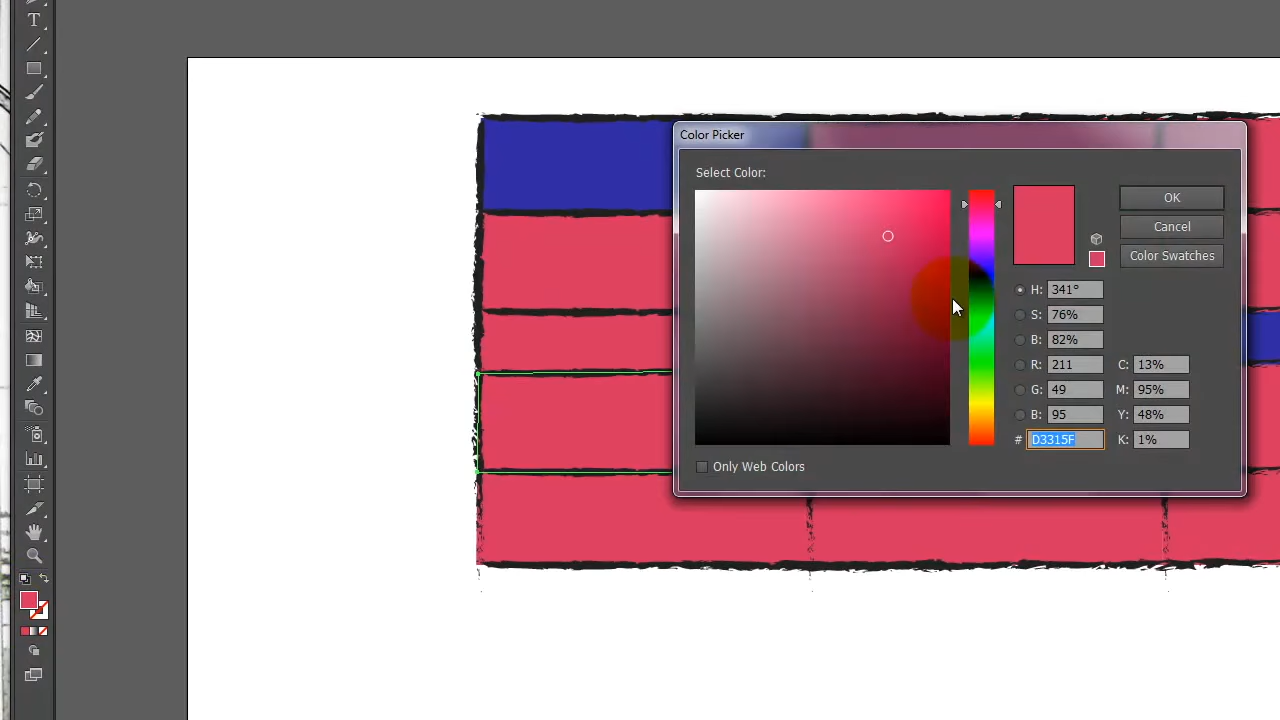 T
Color Picker
Select Color:
OK
Cancel
Color Swatches
H: 341°
S: 76%
B: 82%
R: 211 C: 13%
G: 49 M: 95%
B: 95 Y: 48%
# D3315F K: 1%
Only Web Colors